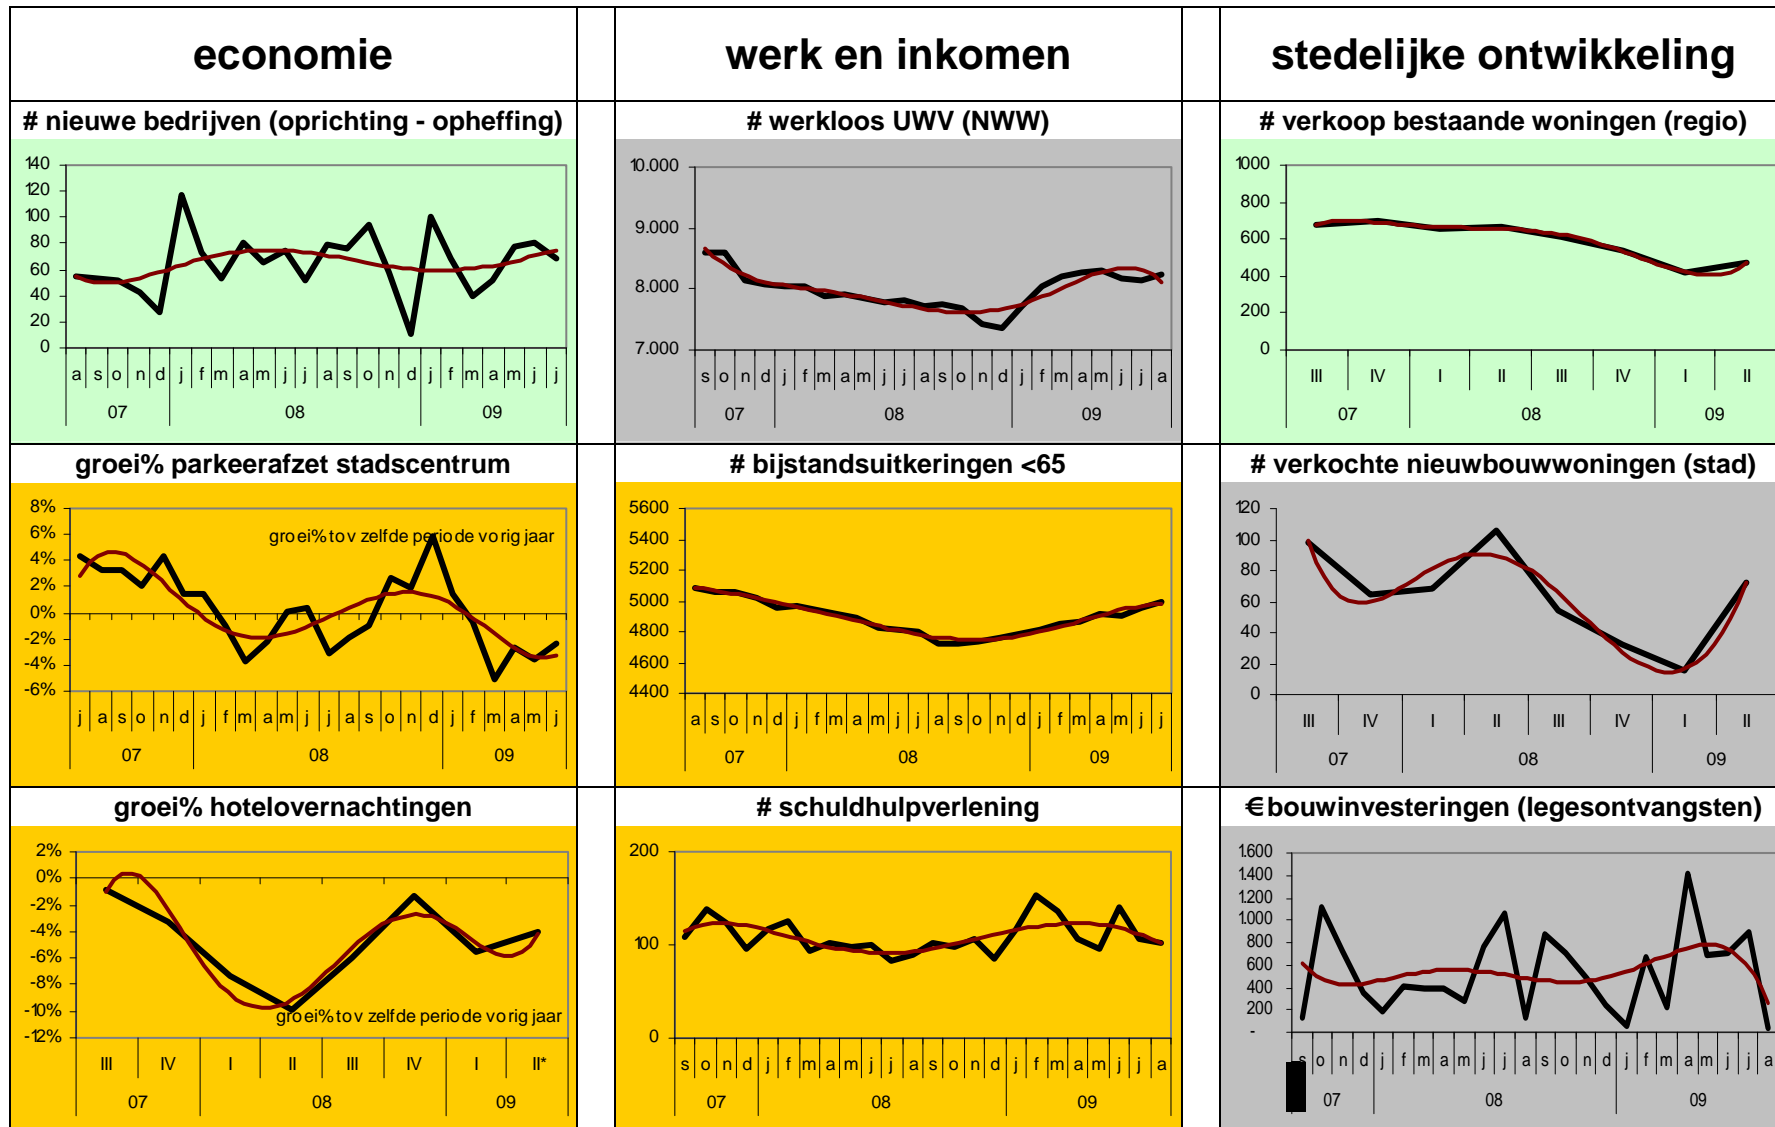 economie
werk en inkomen
stedelijke ontwikkeling
# nieuwe bedrijven (oprichting - opheffing)
140
120
100
80
60
40
20
0
a s o n d j f m a m j j a s o n d j f m a m j j
07 08 09
# werkloos UWV (NWW)
10.000
9.000
8.000
7.000
s o n d j f m a m j j a s o n d j f m a m j j a
07 08 09
# verkoop bestaande woningen (regio)
1000
800
600
400
200
0
III IV I II III IV I II
07 08 09
groei% parkeerafzet stadscentrum
groei% tov zelfde periode vorig jaar
8%
6%
4%
2%
0%
-2%
-4%
-6%
j a s o n d j f m a m j j a s o n d j f m a m j
07 08 09
# bijstandsuitkeringen <65
5600
5400
5200
5000
4800
4600
4400
a s o n d j f m a m j j a s o n d j f m a m j j
07 08 09
# verkochte nieuwbouwwoningen (stad)
120
100
80
60
40
20
0
III IV I II III IV I II
07 08 09
groei% hotelovernachtingen
2%
0%
-2%
-4%
-6%
-8%
-10%
-12%
groei% tov zelfde periode vorig jaar
III IV I II III IV I II*
07 08 09
# schuldhulpverlening
200
100
0
s o n d j f m a m j j a s o n d j f m a m j j a
07 08 09
€ bouwinvesteringen (legesontvangsten)
1.600
1.400
1.200
1.000
800
600
400
200
-
s o n d j f m a m j j a s o n d j f m a m j j a
07 08 09